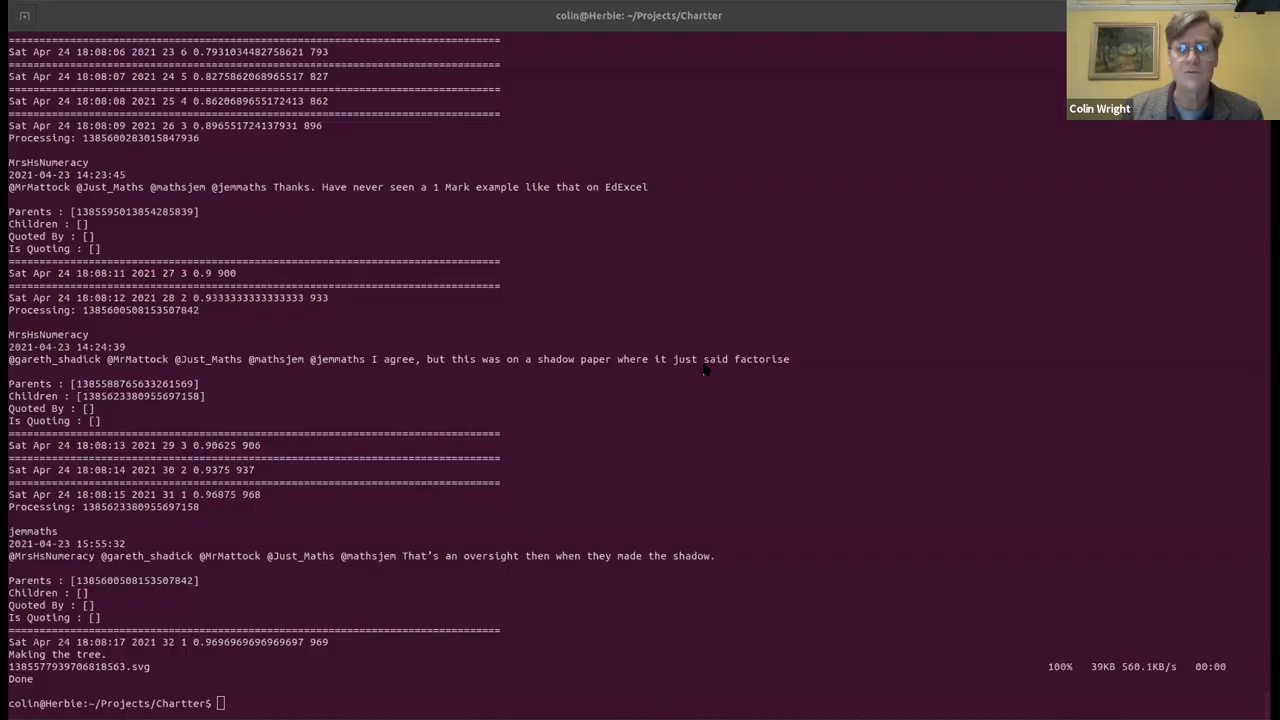 colin@Herbie: ~/Projects/Chartter
==================================================================================
Sat Apr 24 18:08:06 2021 23 6 0.7931034482758621 793
==================================================================================
Sat Apr 24 18:08:07 2021 24 5 0.8275862068965517 827
==================================================================================
Sat Apr 24 18:08:08 2021 25 4 0.8620689655172413 862
==================================================================================
Sat Apr 24 18:08:09 2021 26 3 0.896551724137931 896
Processing: 1385600283015847936
MrsHsNumeracy
2021-04-23 14:23:45
@MrMattock @Just_Maths @mathsjem @jemmaths Thanks. Have never seen a 1 Mark example like that on EdExcel
Parents : [1385595013854285839]
Children : []
Quoted By : []
Is Quoting : []
==================================================================================
Sat Apr 24 18:08:11 2021 27 3 0.9 900
==================================================================================
Sat Apr 24 18:08:12 2021 28 2 0.9333333333333333 933
Processing: 1385600508153507842
MrsHsNumeracy
2021-04-23 14:24:39
@gareth_shadick @MrMattock @Just_Maths @mathsjem @jemmaths I agree, but this was on a shadow paper where it just said factorise
Parents : [1385588765633261569]
Children : [1385623380955697158]
Quoted By : []
Is Quoting : []
==================================================================================
Sat Apr 24 18:08:13 2021 29 3 0.90625 906
==================================================================================
Sat Apr 24 18:08:14 2021 30 2 0.9375 937
==================================================================================
Sat Apr 24 18:08:15 2021 31 1 0.96875 968
Processing: 1385623380955697158
jemmaths
2021-04-23 15:55:32
@MrsHsNumeracy @gareth_shadick @MrMattock @Just_Maths @mathsjem That's an oversight then when they made the shadow.
Parents : [1385600508153507842]
Children : []
Quoted By : []
Is Quoting : []
==================================================================================
Sat Apr 24 18:08:17 2021 32 1 0.9696969696969697 969
Making the tree.
1385577939706818563.svg 100% 39KB 560.1KB/s 00:00
Done
colin@Herbie:~/Projects/Chartter$
Colin Wright